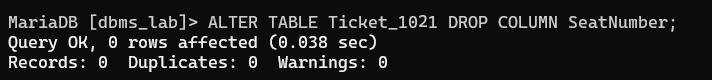 MariaDB [dbms_lab]> ALTER TABLE Ticket_1021 DROP COLUMN SeatNumber;
Query OK, 0 rows affected (0.038 sec)
Records: 0  Duplicates: 0  Warnings: 0